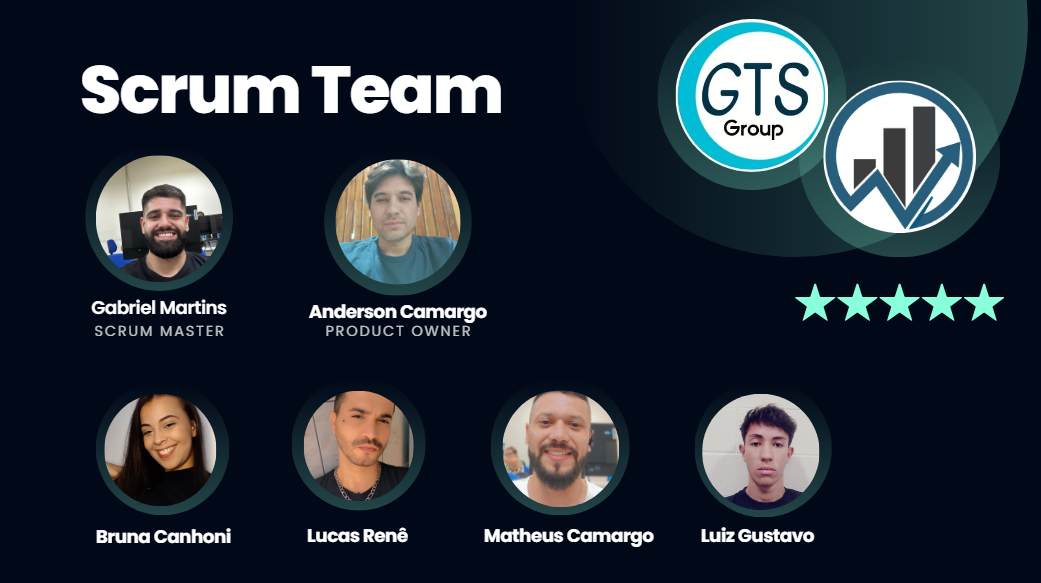 Scrum Team
GTS
Group
Gabriel Martins
SCRUM MASTER
Anderson Camargo
PRODUCT OWNER
Bruna Canhoni
Lucas Renê
Matheus Camargo
Luiz Gustavo